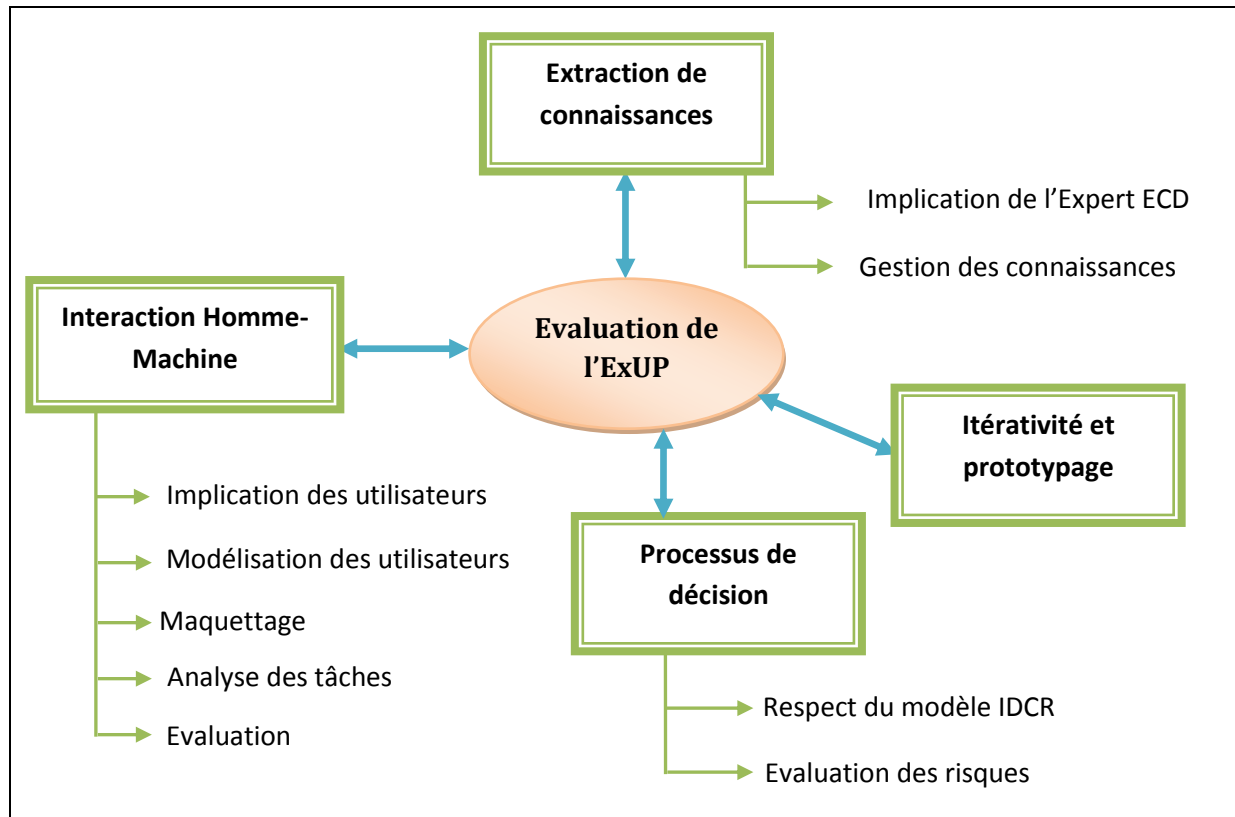 Extraction de
connaissances
Implication de l’Expert ECD
Gestion des connaissances
Interaction Homme-
Machine
Evaluation de
l’ExUP
Itérativité et
prototypage
Implication des utilisateurs
Modélisation des utilisateurs
Maquettage
Analyse des tâches
Evaluation
Processus de
décision
Respect du modèle IDCR
Evaluation des risques